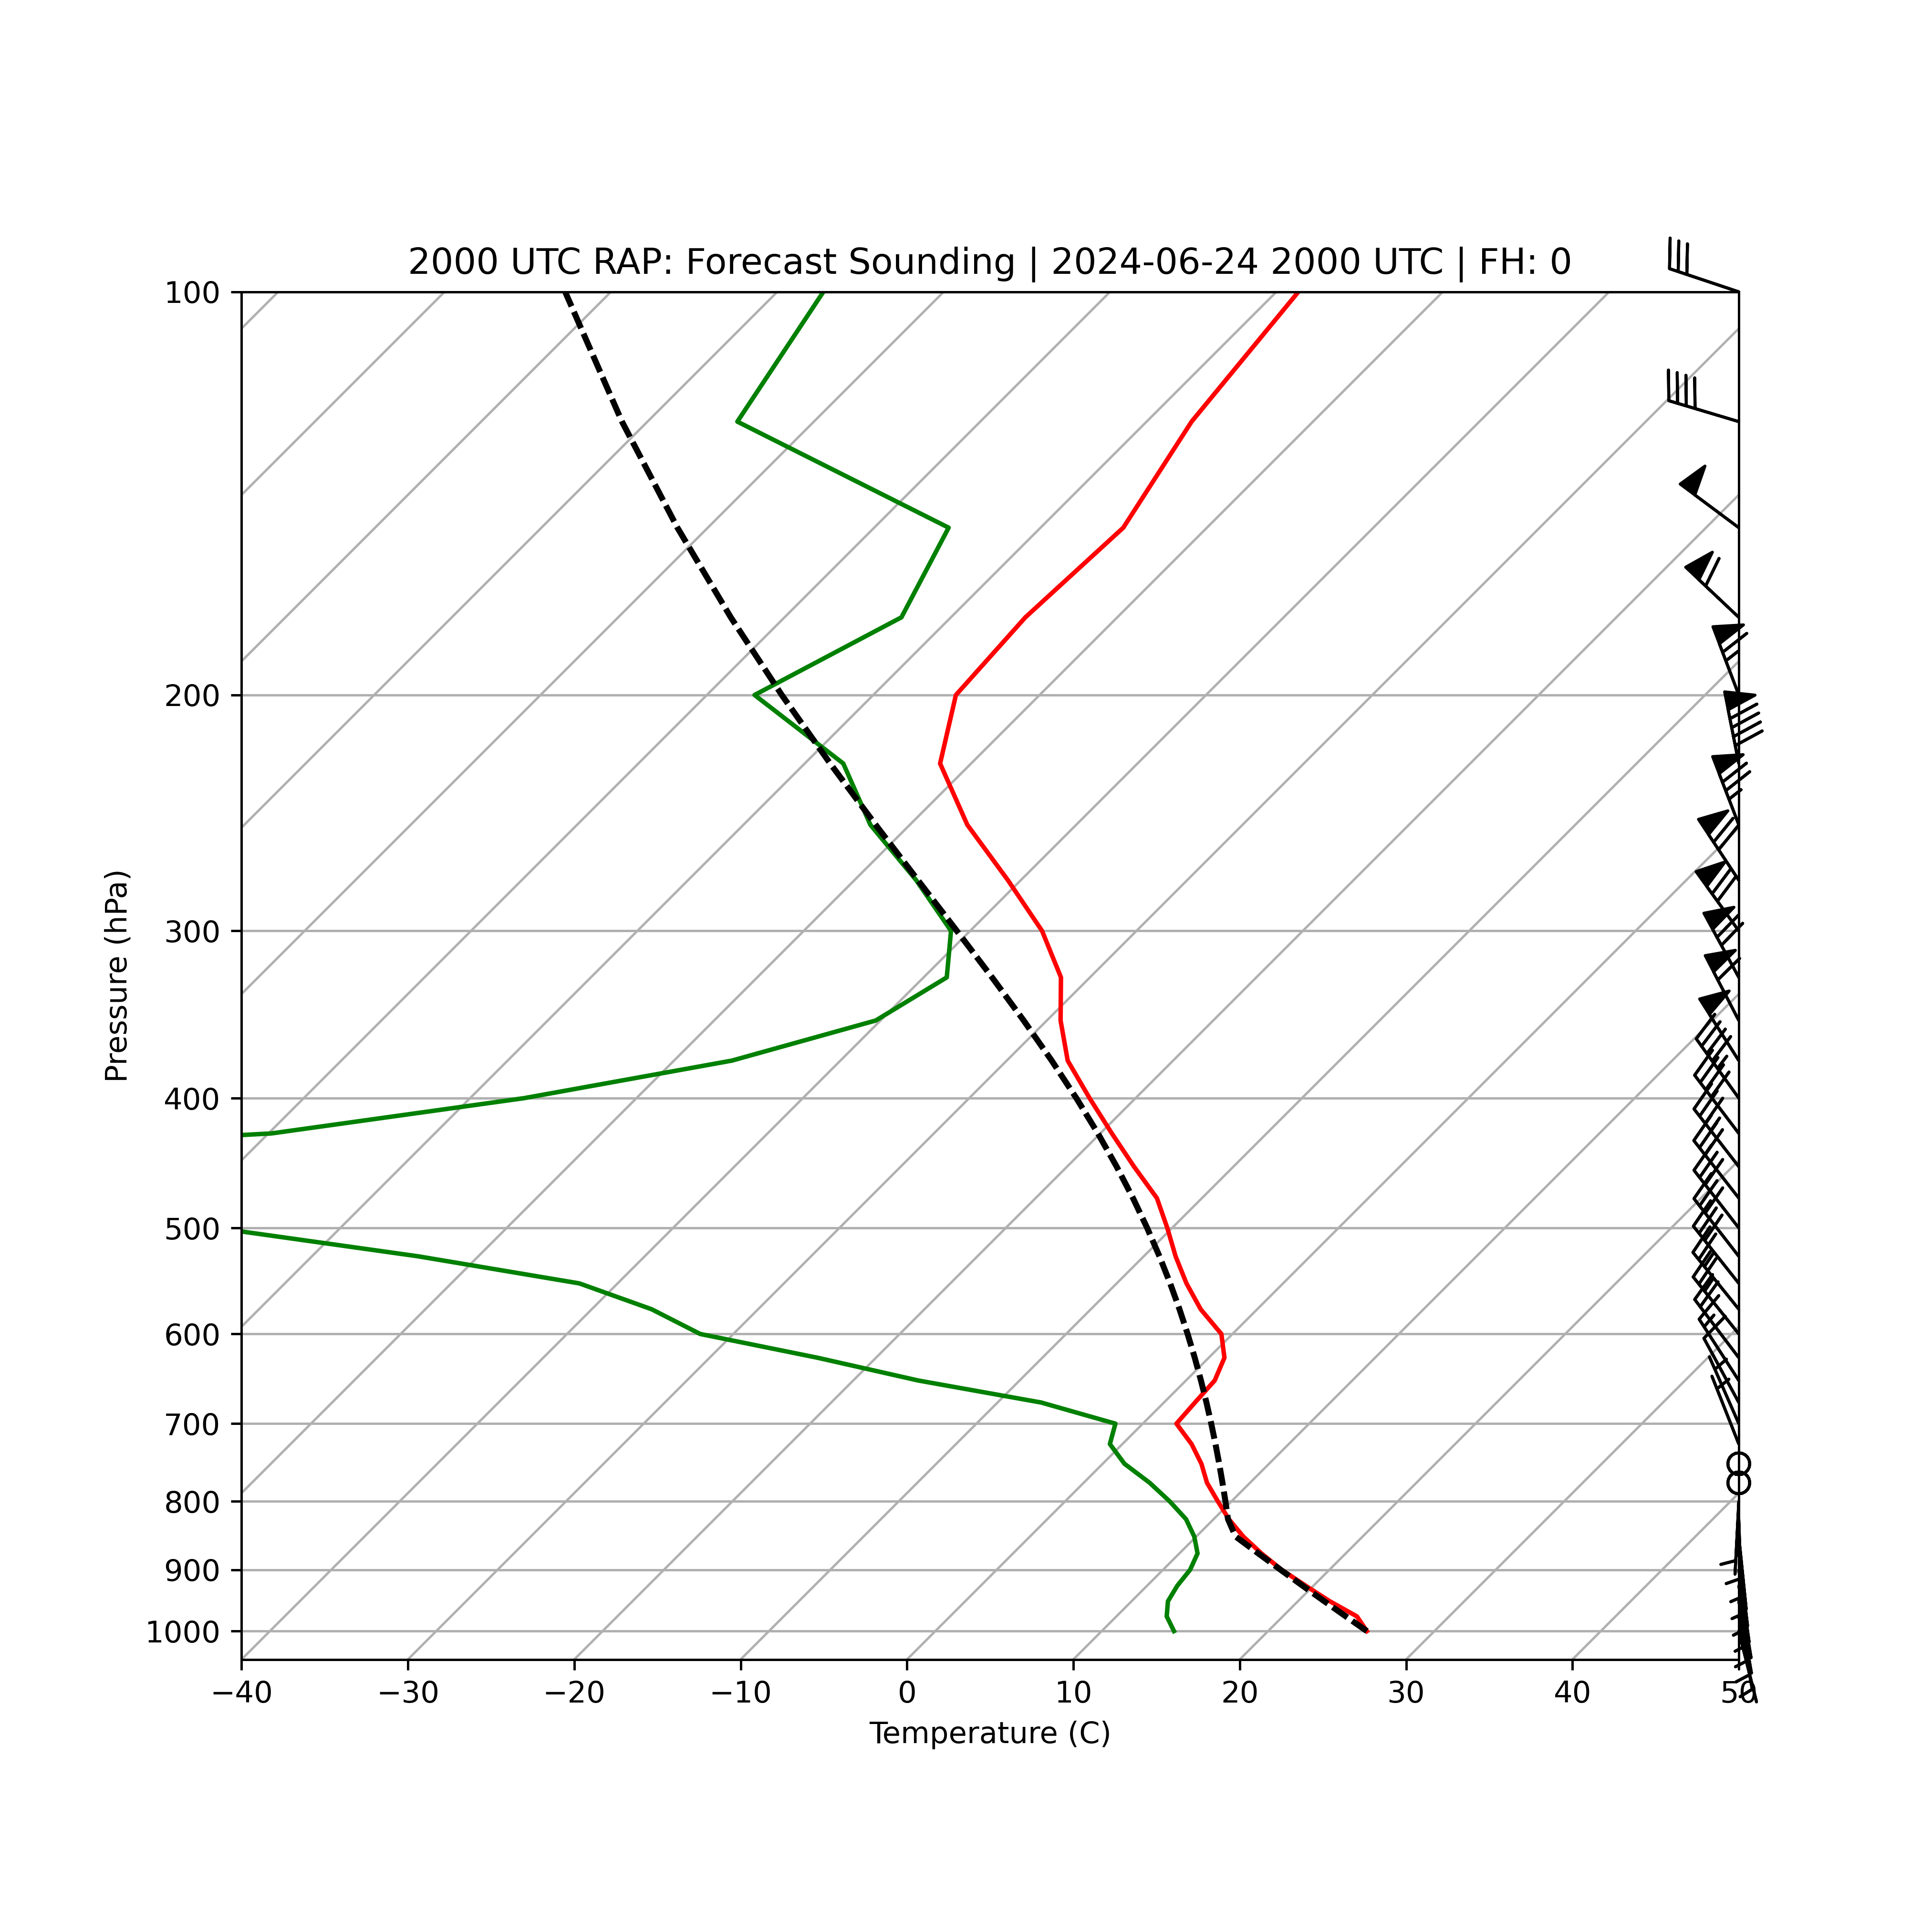 2000 UTC RAP: Forecast Sounding | 2024-06-24 2000 UTC | FH: 0
100
200
300
400
500
600
700
800
900
1000
Pressure (hPa)
−40 −30 −20 −10 0 10 20 30 40 50
Temperature (C)